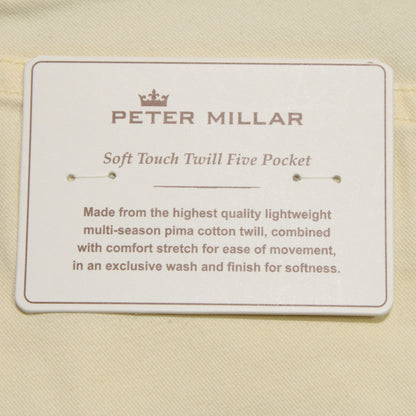 PETER MILLAR
Soft Touch Twill Five Pocket
Made from the highest quality lightweight
multi-season pima cotton twill, combined
with comfort stretch for ease of movement,
in an exclusive wash and finish for softness.